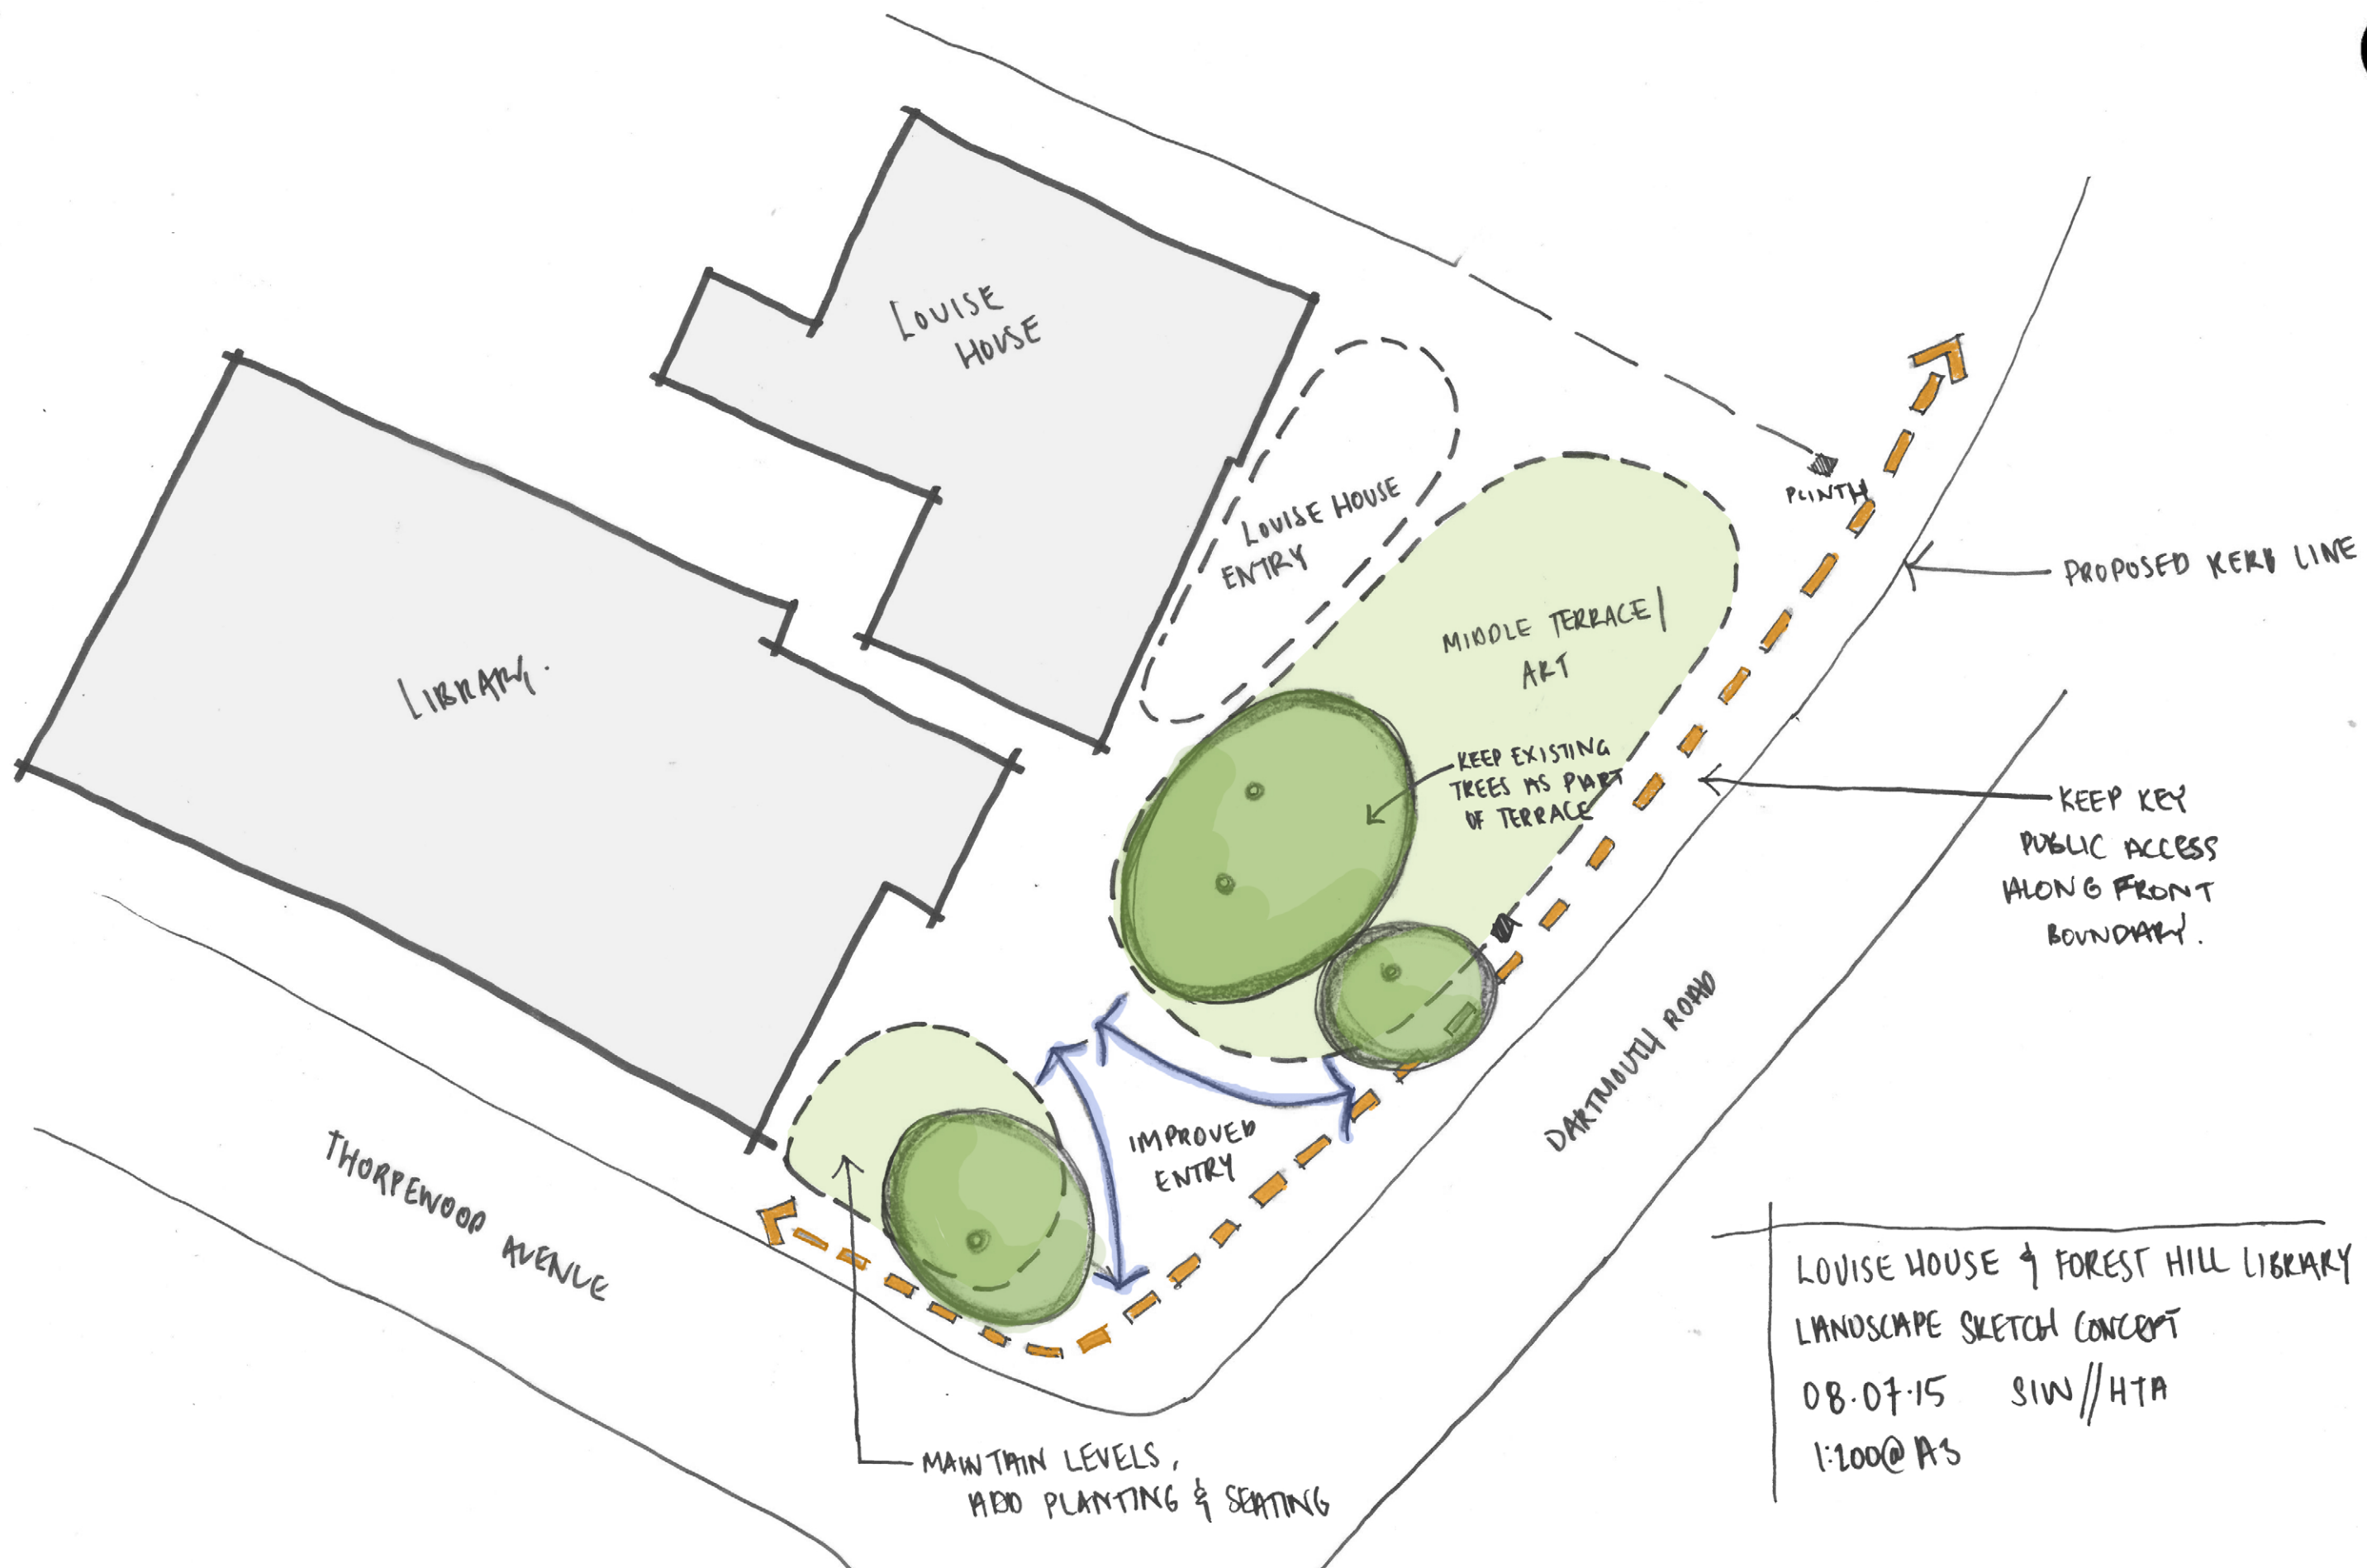 LOUISE
HOUSE
LIBRARY.
LOUISE HOUSE
ENTRY
PLINTH
PROPOSED KERB LINE
MIDDLE TERRACE/
ART
KEEP EXISTING
TREES AS PART
OF TERRACE
KEEP KEY
PUBLIC ACCESS
ALONG FRONT
BOUNDARY.
DARTMOUTH ROAD
IMPROVED
ENTRY
THORPEWOOD AVENUE
MAINTAIN LEVELS,
ADD PLANTING & SEATING
LOUISE HOUSE & FOREST HILL LIBRARY
LANDSCAPE SKETCH CONCEPT
08.07.15 SIW//HTA
1:200@A3